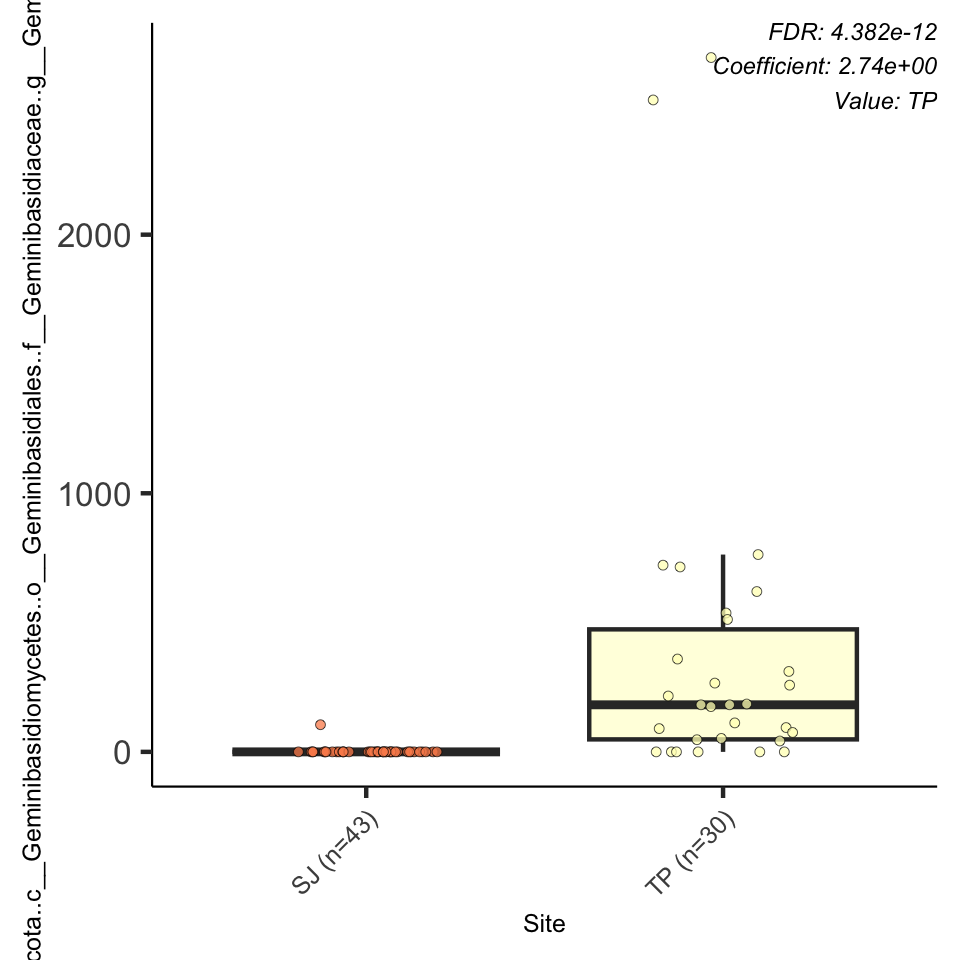 FDR: 4.382e-12
Coefficient: 2.74e+00
Value: TP
cota..c__Geminibasidiomycetes..o__Geminibasidiales..f__Geminibasidiaceae..g__Gem
2000
1000
0
SJ (n=43)
TP (n=30)
Site